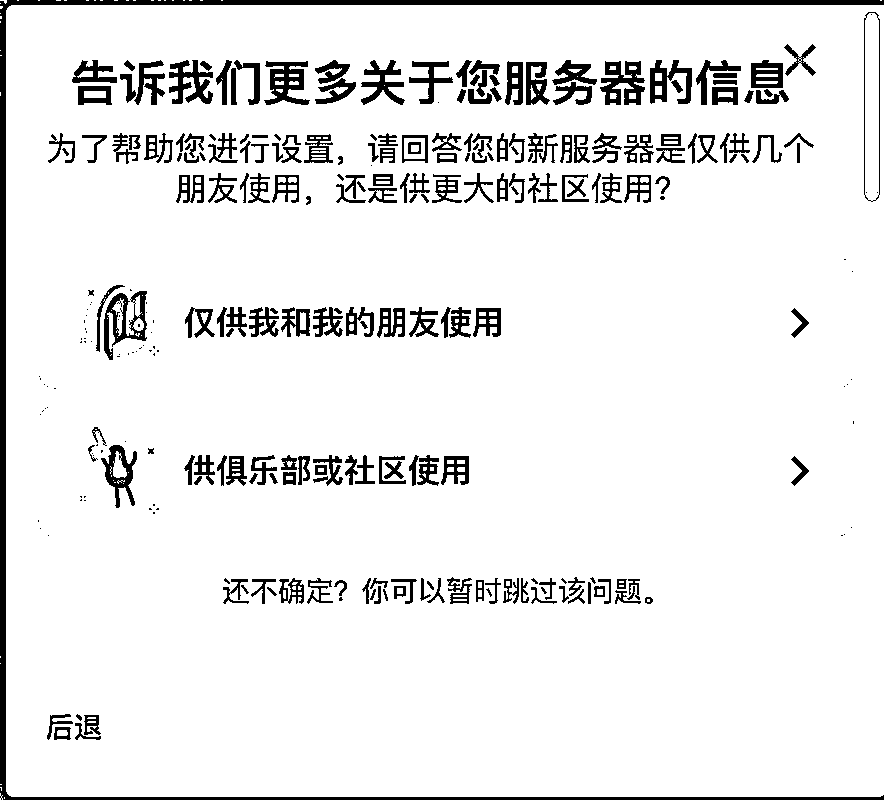 告诉我们更多关于您服务器的信息
为了帮助您进行设置，请回答您的新服务器是仅供几个
朋友使用，还是供更大的社区使用？
仅供我和我的朋友使用
供俱乐部或社区使用
还不确定？你可以暂时跳过该问题。
后退